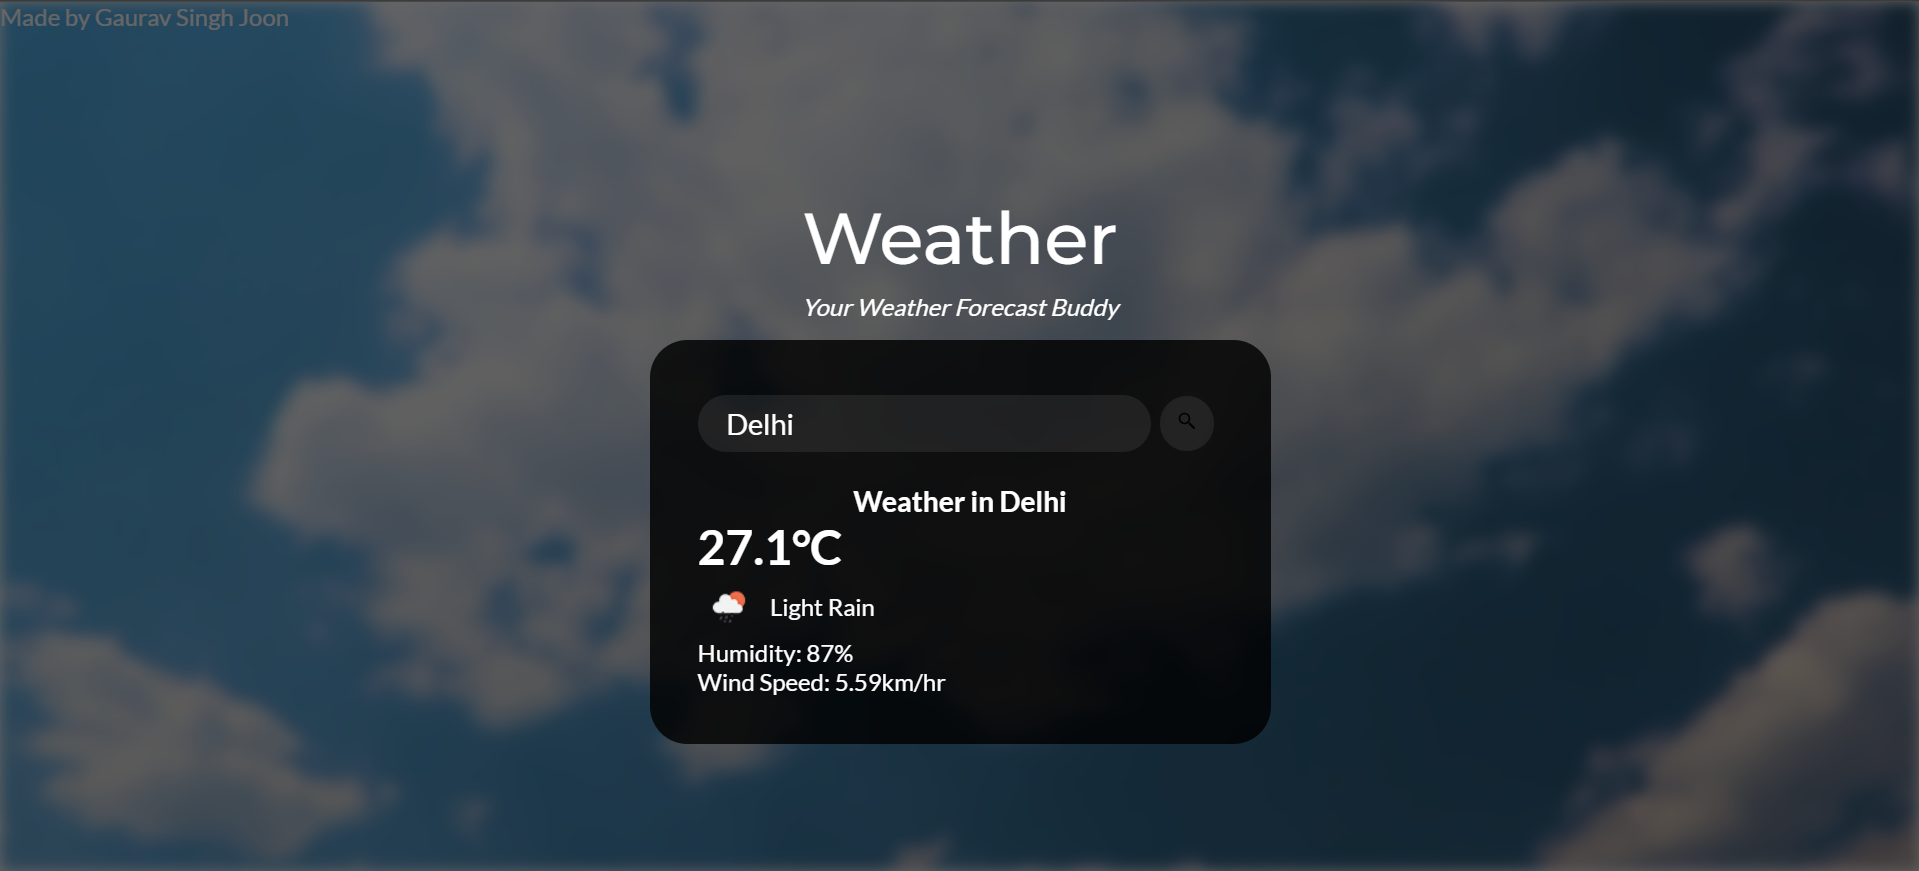 Made by Gaurav Singh Joon
Weather
Your Weather Forecast Buddy
Delhi
Weather in Delhi
27.1°C
Light Rain
Humidity: 87%
Wind Speed: 5.59km/hr